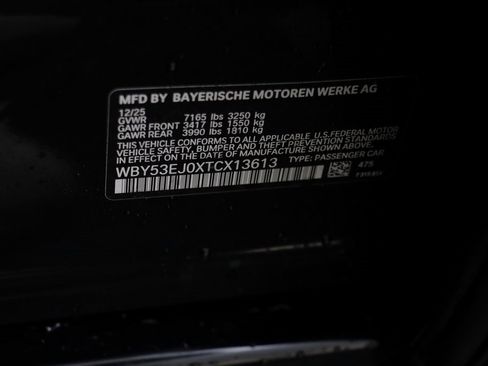 MFD BY BAYERISCHE MOTOREN WERKE AG
12/25
GVWR 7165 lbs 3250 kg
GAWR FRONT 3417 lbs 1550 kg
GAWR REAR 3990 lbs 1810 kg
THIS VEHICLE CONFORMS TO ALL APPLICABLE U.S.FEDERAL MOTOR
VEHICLE SAFETY, BUMPER, AND THEFT PREVENTION STANDARDS
IN EFFECT ON THE DATE OF MANUFACTURE SHOWN ABOVE.
WBY53EJ0XTCX13613 TYPE: PASSENGER CAR
475